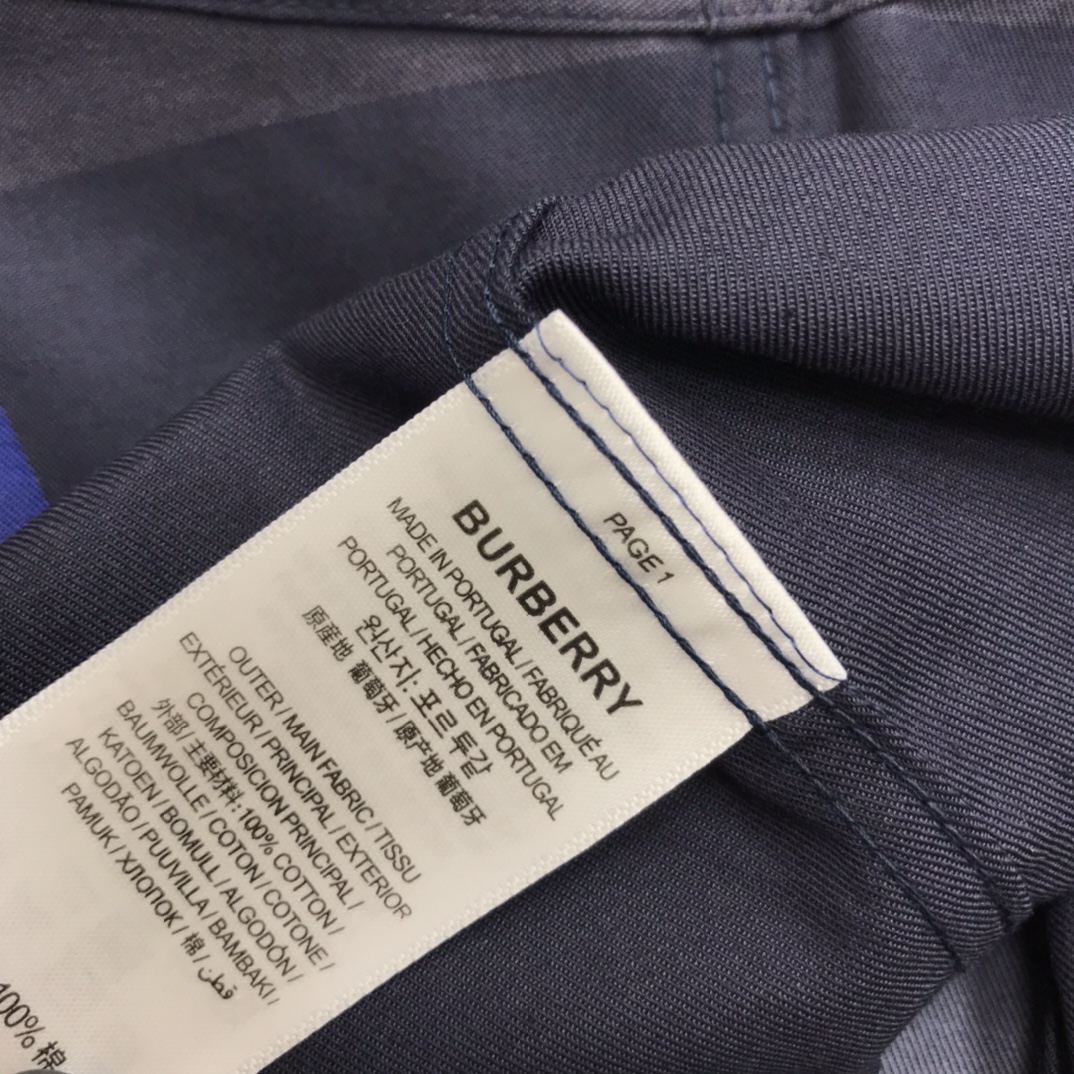 PAGE 1
BURBERRY
MADE IN PORTUGAL / FABRIQUÉ AU
PORTUGAL / FABRICADO EM
PORTUGAL / HECHO EN PORTUGAL
원산지: 포르투갈
原産地 葡萄牙 / 原产地 葡萄牙
OUTER / MAIN FABRIC / TISSU
EXTÉRIEUR / PRINCIPAL / EXTERIOR
COMPOSICION PRINCIPAL /
外部 / 主要材料: 100% COTTON /
BAUMWOLLE / COTON / COTONE /
KATOEN / BOMULL / ALGODÓN /
ALGODÃO / PUUVILLA / BAMBAKI /
PAMUK / ХЛОПОК / 棉 / قطن
100% 棉